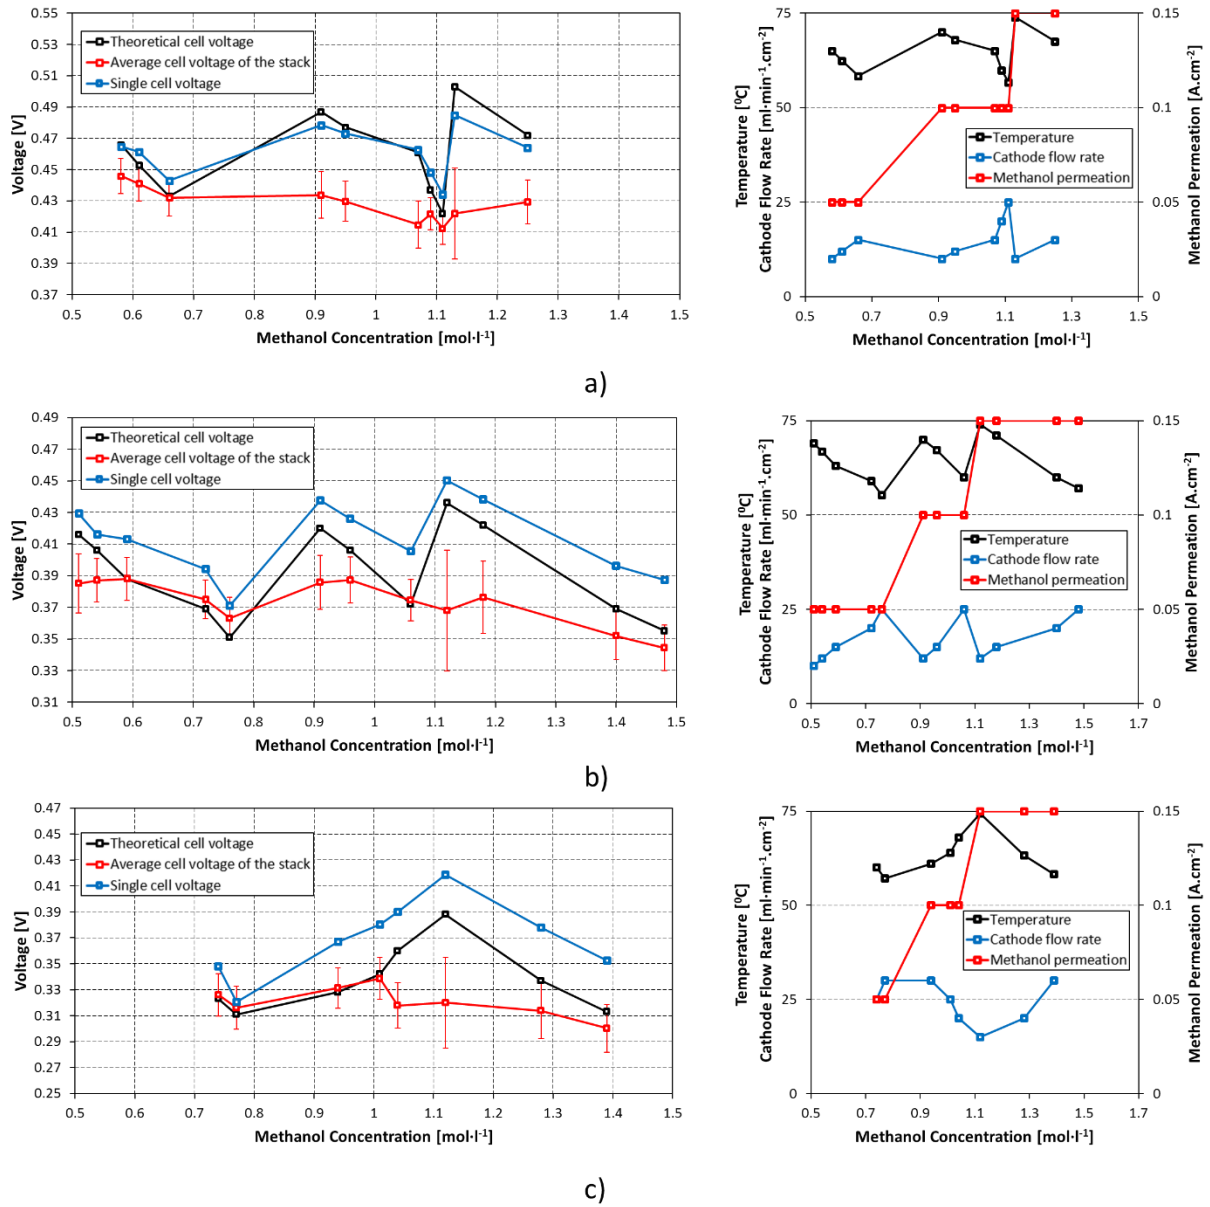 0.55
0.53
0.51
0.49
0.47
0.45
0.43
0.41
0.39
0.37
Voltage [V]
Theoretical cell voltage
Average cell voltage of the stack
Single cell voltage
0.5 0.6 0.7 0.8 0.9 1 1.1 1.2 1.3 1.4 1.5
Methanol Concentration [mol·l⁻¹]
75
50
25
0
Temperature [⁰C]
Cathode Flow Rate [ml·min⁻¹.cm⁻²]
Temperature
Cathode flow rate
Methanol permeation
0.15
0.1
0.05
0
Methanol Permeation [A.cm⁻²]
0.5 0.7 0.9 1.1 1.3 1.5
Methanol Concentration [mol·l⁻¹]
a)
0.49
0.47
0.45
0.43
0.41
0.39
0.37
0.35
0.33
0.31
Voltage [V]
Theoretical cell voltage
Average cell voltage of the stack
Single cell voltage
0.5 0.6 0.7 0.8 0.9 1 1.1 1.2 1.3 1.4 1.5
Methanol Concentration [mol·l⁻¹]
75
50
25
0
Temperature [⁰C]
Cathode Flow Rate [ml·min⁻¹.cm⁻²]
Temperature
Cathode flow rate
Methanol permeation
0.15
0.1
0.05
0
Methanol Permeation [A.cm⁻²]
0.5 0.7 0.9 1.1 1.3 1.5 1.7
Methanol Concentration [mol·l⁻¹]
b)
0.47
0.45
0.43
0.41
0.39
0.37
0.35
0.33
0.31
0.29
0.27
0.25
Voltage [V]
Theoretical cell voltage
Average cell voltage of the stack
Single cell voltage
0.5 0.6 0.7 0.8 0.9 1 1.1 1.2 1.3 1.4 1.5
Methanol Concentration [mol·l⁻¹]
75
50
25
0
Temperature [⁰C]
Cathode Flow Rate [ml·min⁻¹.cm⁻²]
Temperature
Cathode flow rate
Methanol permeation
0.15
0.1
0.05
0
Methanol Permeation [A.cm⁻²]
0.5 0.7 0.9 1.1 1.3 1.5 1.7
Methanol Concentration [mol·l⁻¹]
c)